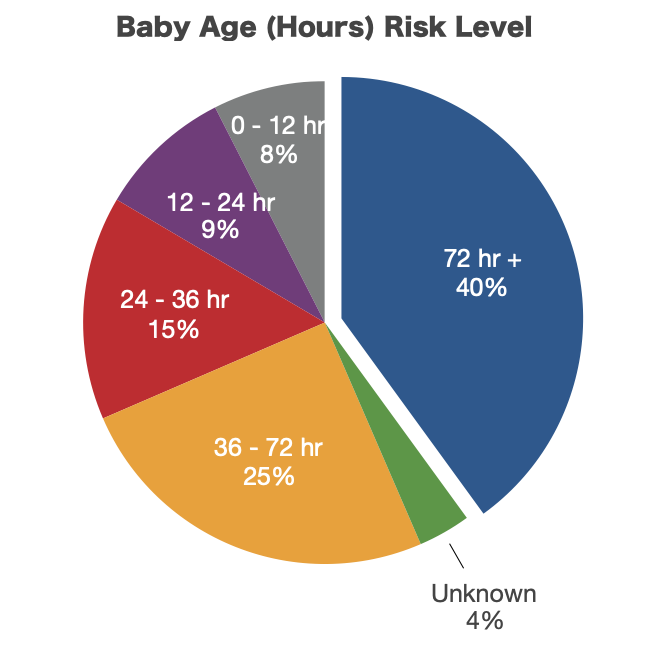 Baby Age (Hours) Risk Level
0 - 12 hr
8%
12 - 24 hr
9%
72 hr +
40%
24 - 36 hr
15%
36 - 72 hr
25%
Unknown
4%